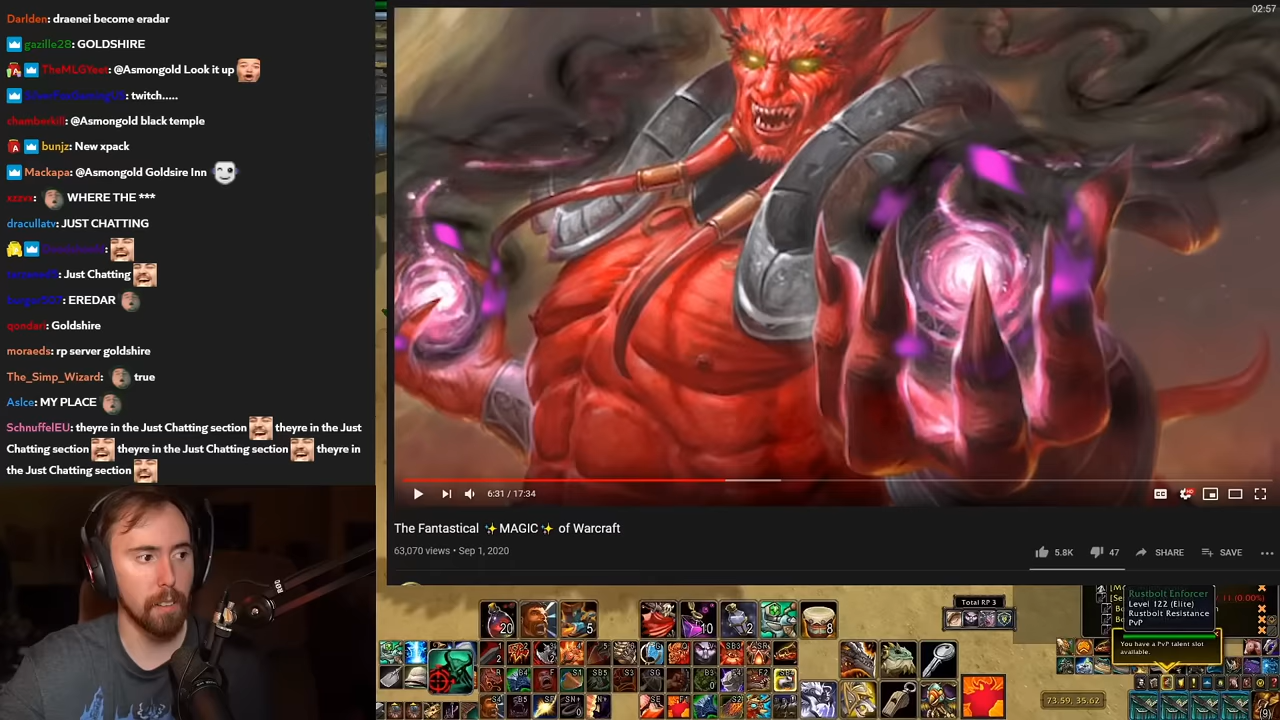 Darlden: draenei become eradar
gazille28: GOLDSHIRE
TheMLGYeet: @Asmongold Look it up
: twitch.....
chamberkill: @Asmongold black temple
bunjz: New xpack
Mackapa: @Asmongold Goldsire Inn
xzzvx: WHERE THE ***
dracullatv: JUST CHATTING
: Just Chatting
: EREDAR
qondari: Goldshire
moraeds: rp server goldshire
The_Simp_Wizard: true
Aslce: MY PLACE
SchnuffelEU: theyre in the Just Chatting section theyre in the Just
Chatting section theyre in the Just Chatting section theyre in
the Just Chatting section
02:57
6:31 / 17:34
The Fantastical ✨MAGIC✨ of Warcraft
63,070 views • Sep 1, 2020
5.8K
47
SHARE
SAVE
Total RP 3
Rustbolt Enforcer
Level 122 (Elite)
Rustbolt Resistance
PvP
You have a PvP talent slot
available.
73.59, 35.62